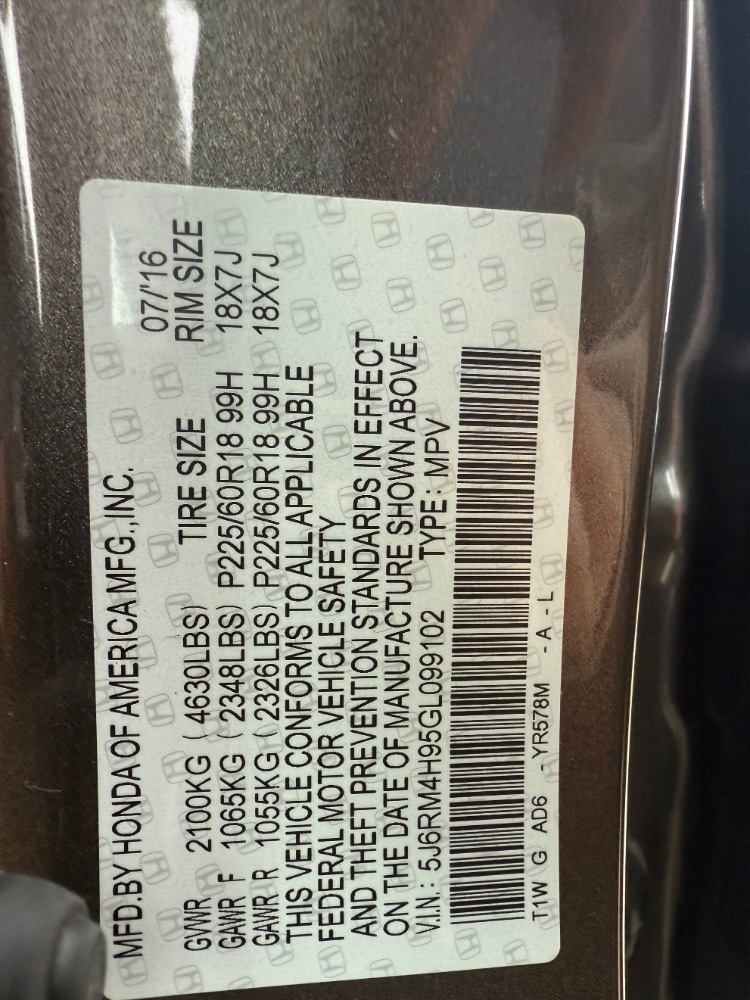 MFD.BY HONDA OF AMERICA MFG.,INC. 07/'16
GVWR 2100KG (4630LBS) TIRE SIZE RIM SIZE
GAWR F 1065KG (2348LBS) P225/60R18 99H 18X7J
GAWR R 1055KG (2326LBS) P225/60R18 99H 18X7J
THIS VEHICLE CONFORMS TO ALL APPLICABLE
FEDERAL MOTOR VEHICLE SAFETY
AND THEFT PREVENTION STANDARDS IN EFFECT
ON THE DATE OF MANUFACTURE SHOWN ABOVE.
V.I.N.: 5J6RM4H95GL099102 TYPE: MPV
T1W G AD6 - YR578M - A - L